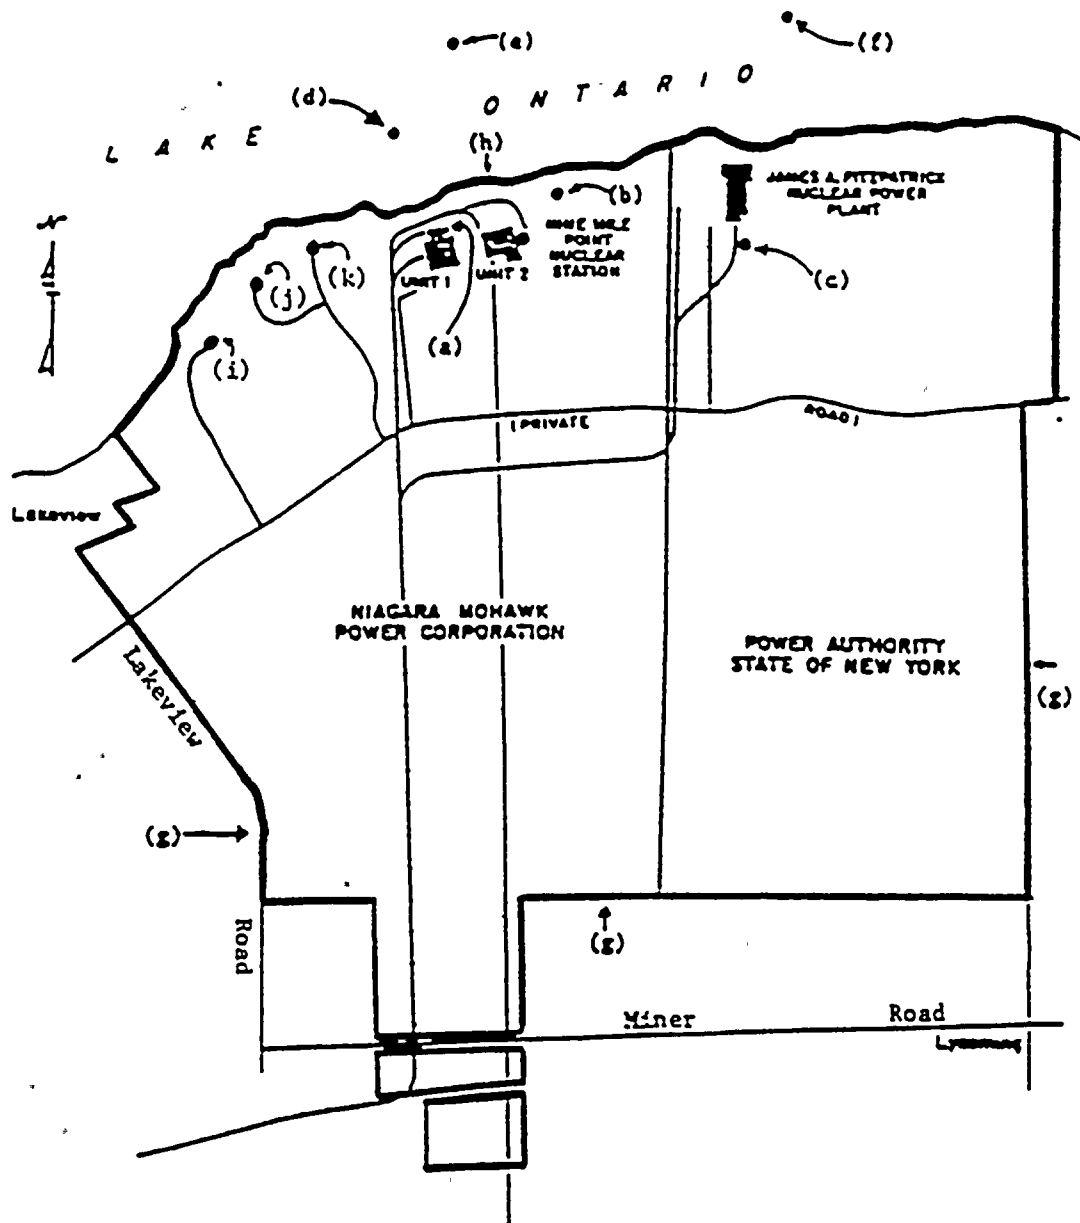 (e)
(l)
(d)
LAKE ONTARIO
(h)
(b)
JAMES A. FITZPATRICK
NUCLEAR POWER
PLANT
N
NINE MILE
POINT
NUCLEAR
STATION
(k)
(j)
UNIT 1
UNIT 2
(c)
(a)
(i)
(PRIVATE ROAD)
Lakeview
NIAGARA MOHAWK
POWER CORPORATION
POWER AUTHORITY
STATE OF NEW YORK
Lakeview
(g)
(g)
Road
(g)
Miner Road
Lycoming